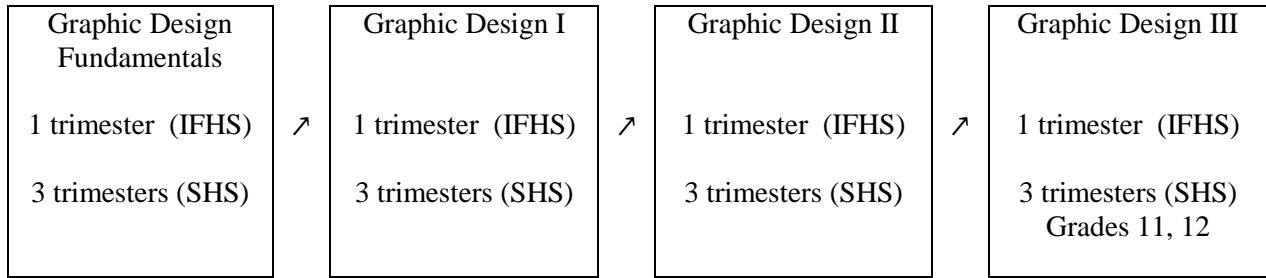 Graphic Design
Fundamentals
1 trimester (IFHS)
3 trimesters (SHS)
↗
Graphic Design I
1 trimester (IFHS)
3 trimesters (SHS)
↗
Graphic Design II
1 trimester (IFHS)
3 trimesters (SHS)
↗
Graphic Design III
1 trimester (IFHS)
3 trimesters (SHS)
Grades 11, 12